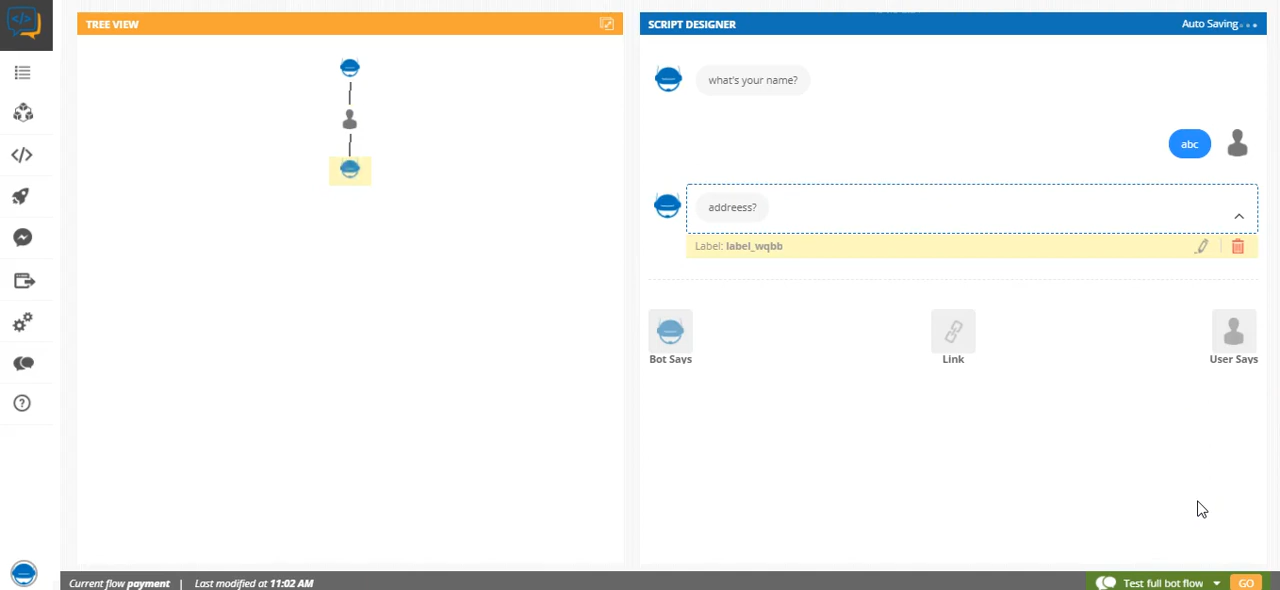 TREE VIEW
SCRIPT DESIGNER
Auto Saving...
what's your name?
abc
addreess?
Label: label_wqbb
Bot Says
Link
User Says
Current flow payment | Last modified at 11:02 AM
Test full bot flow
GO